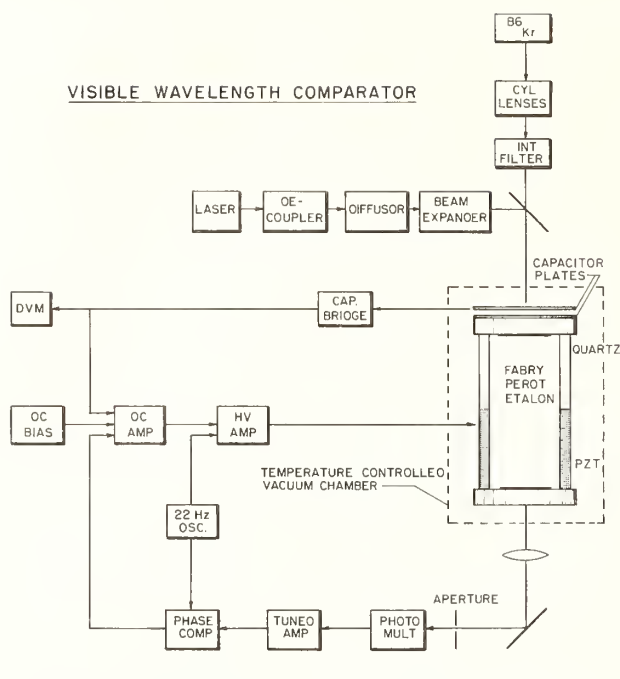 86
Kr
VISIBLE WAVELENGTH COMPARATOR
CYL
LENSES
INT
FILTER
LASER
OE-
COUPLER
OIFFUSOR
BEAM
EXPANOER
CAPACITOR
PLATES
DVM
CAP.
BRIDGE
QUARTZ
FABRY
PEROT
ETALON
OC
BIAS
OC
AMP
HV
AMP
PZT
TEMPERATURE CONTROLLEO
VACUUM CHAMBER
22 Hz
OSC.
APERTURE
PHASE
COMP
TUNEO
AMP
PHOTO
MULT